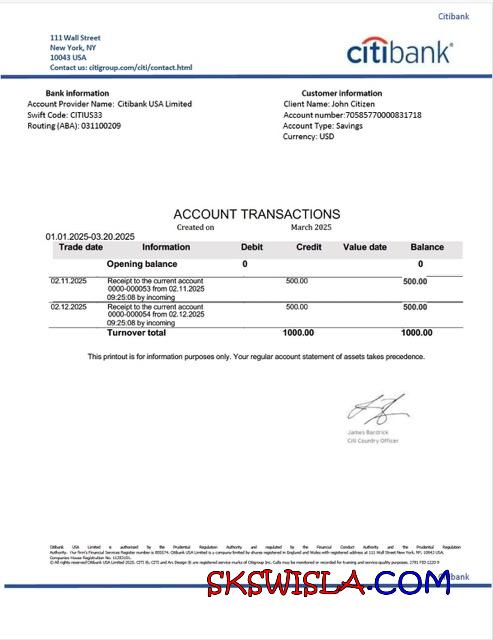 Citibank
111 Wall Street
New York, NY
10043 USA
Contact us: citigroup.com/citi/contact.html
citibank®
Bank information
Account Provider Name: Citibank USA Limited
Swift Code: CITIUS33
Routing (ABA): 031100209
Customer information
Client Name: John Citizen
Account number:70585770000831718
Account Type: Savings
Currency: USD
ACCOUNT TRANSACTIONS
Created on March 2025
01.01.2025-03.20.2025
Trade date Information Debit Credit Value date Balance
Opening balance 0 0
02.11.2025 Receipt to the current account 500.00 500.00
0000-000053 from 02.11.2025
09:25:08 by incoming
02.12.2025 Receipt to the current account 500.00 500.00
0000-000054 from 02.12.2025
09:25:08 by incoming
Turnover total 1000.00 1000.00
This printout is for information purposes only. Your regular account statement of assets takes precedence.
James Bardrick
Citi Country Officer
Citibank USA Limited is authorised by the Prudential Regulation Authority and regulated by the Financial Conduct Authority and the Prudential Regulation
Authority. Our firm's Financial Services Register number is 805574. Citibank USA Limited is a company limited by shares registered in England and Wales with registered address at 111 Wall Street New York, NY, 10043 USA.
Companies House Registration No. 11283101.
© All rights reserved Citibank USA Limited 2025. CITI, citi, CITI and Arc Design ® are registered service marks of Citigroup Inc. Calls may be monitored or recorded for training and service quality purposes.
SKSWISLA.COM